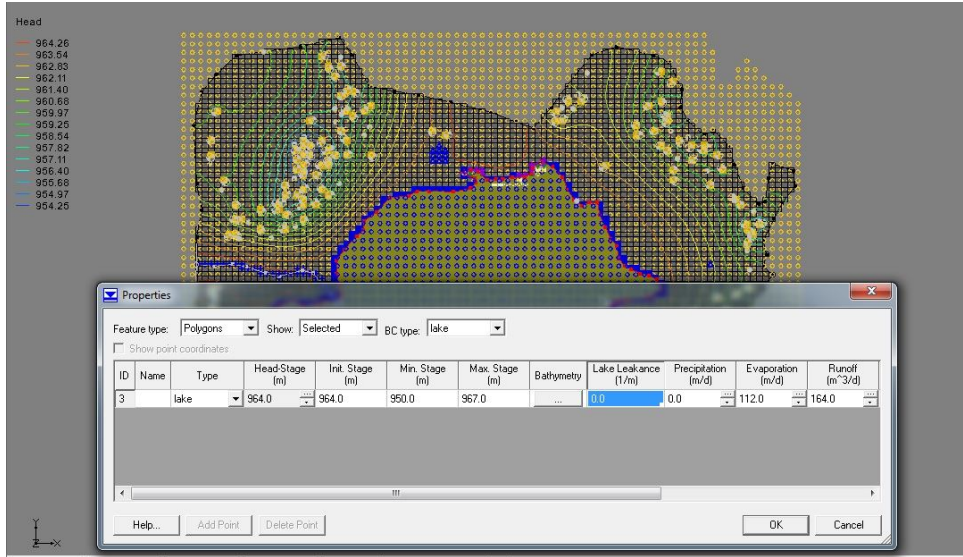 Head
964.26
963.54
962.83
962.11
961.40
960.68
959.97
959.25
958.54
957.82
957.11
956.40
955.68
954.97
954.25
Properties
Feature type: Polygons Show: Selected BC type: lake
Show point coordinates
ID Name Type Head-Stage (m) Init. Stage (m) Min. Stage (m) Max. Stage (m) Bathymetry Lake Leakance (1/m) Precipitation (m/d) Evaporation (m/d) Runoff (m^3/d)
3 lake 964.0 964.0 950.0 967.0 ... 0.0 0.0 112.0 164.0
Help... Add Point Delete Point OK Cancel
Y
Z X